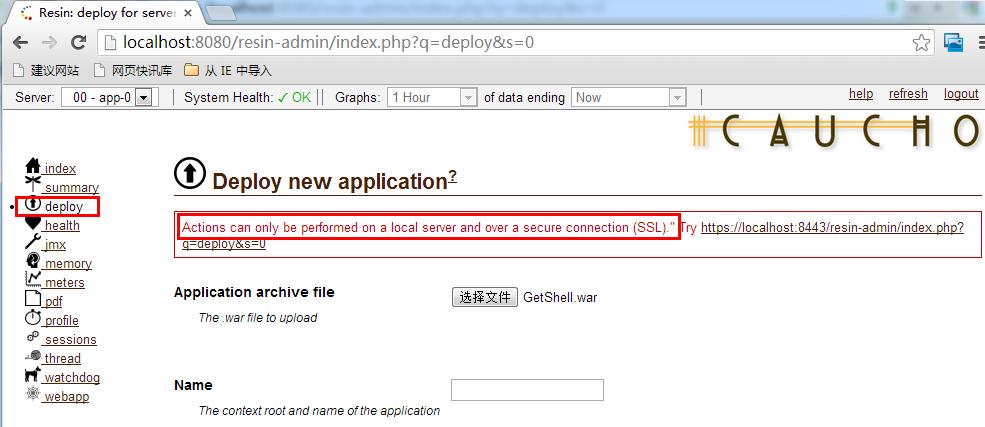 Resin: deploy for server
localhost:8080/resin-admin/index.php?q=deploy&s=0
建议网站 网页快讯库 从 IE 中导入
Server: 00 - app-0 System Health: ✓ OK Graphs: 1 Hour of data ending Now help refresh logout
CAUCHO
index
summary
deploy
health
jmx
memory
meters
pdf
profile
sessions
thread
watchdog
webapp
Deploy new application?
Actions can only be performed on a local server and over a secure connection (SSL)." Try https://localhost:8443/resin-admin/index.php?
q=deploy&s=0
Application archive file 选择文件 GetShell.war
The .war file to upload
Name
The context root and name of the application